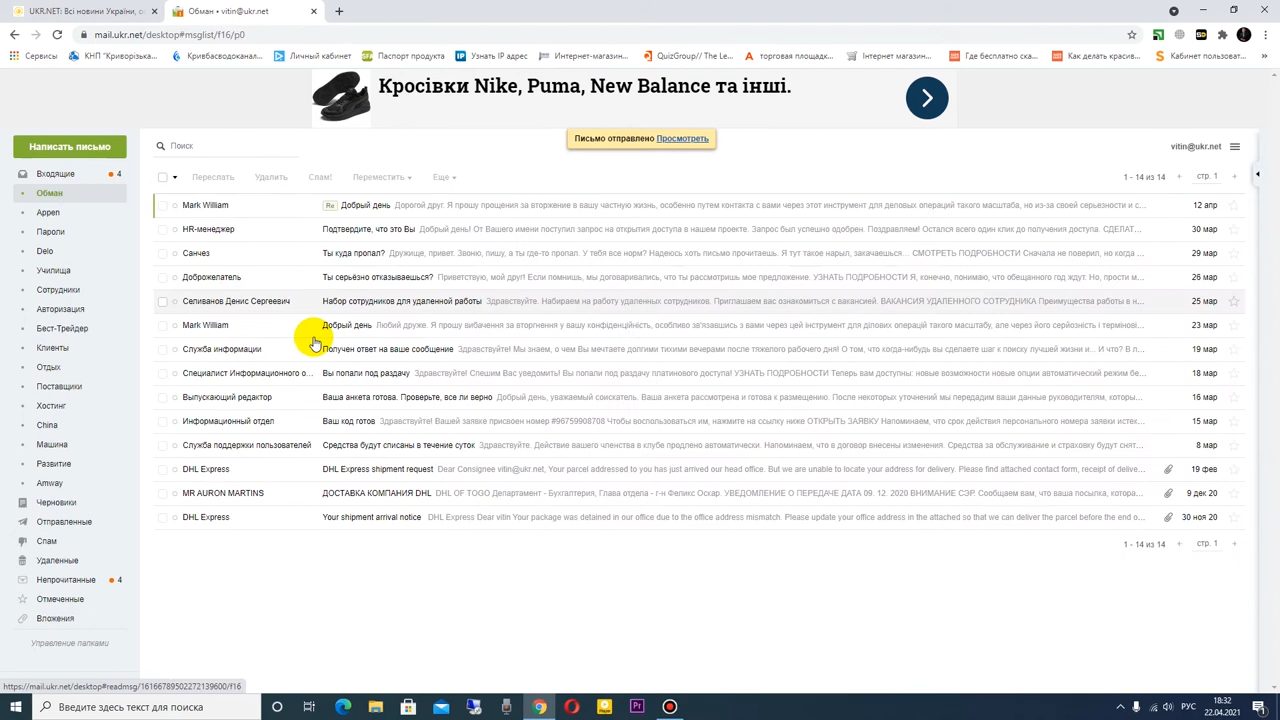 UKR.NET: Всі новини України, ос
Обман • vitin@ukr.net
mail.ukr.net/desktop#msglist/f16/p0
Сервисы
КНП "Криворізька...
Кривбасводоканал...
Личный кабинет
Паспорт продукта
Узнать IP адрес
Интернет-магазин...
QuizGroup// The Le...
торговая площадк...
Інтернет магазин...
Где бесплатно ска...
Как делать красив...
Кабинет пользоват...
»
Кросівки Nike, Puma, New Balance та інші.
Письмо отправлено Просмотреть
Написать письмо
Поиск
vitin@ukr.net
Входящие 4
Переслать Удалить Спам! Переместить Еще
1 - 14 из 14 стр. 1
Обман
Appen
Пароли
Delo
Училища
Сотрудники
Авторизация
Бест-Трейдер
Клиенты
Отдых
Поставщики
Хостинг
China
Машина
Развитие
Amway
Черновики
Отправленные
Спам
Удаленные
Непрочитанные 4
Отмеченные
Вложения
Управление папками
Mark William Re Добрый день Дорогой друг. Я прошу прощения за вторжение в вашу частную жизнь, особенно путем контакта с вами через этот инструмент для деловых операций такого масштаба, но из-за своей серьезности и с... 12 апр
HR-менеджер Подтвердите, что это Вы Добрый день! От Вашего имени поступил запрос на открытия доступа в нашем проекте. Запрос был успешно одобрен. Поздравляем! Остался всего один клик до получения доступа. СДЕЛАТ... 30 мар
Санчез Ты куда пропал? Дружище, привет. Звоню, пишу, а ты где-то пропал. У тебя все норм? Надеюсь хоть письмо прочитаешь. Я тут такое нарыл, закачаешься... СМОТРЕТЬ ПОДРОБНОСТИ Сначала не поверил, но когда ... 29 мар
Доброжелатель Ты серьёзно отказываешься? Приветствую, мой друг! Если помнишь, мы договаривались, что ты рассмотришь мое предложение. УЗНАТЬ ПОДРОБНОСТИ Я, конечно, понимаю, что обещанного год ждут. Но, прости м... 26 мар
Селиванов Денис Сергеевич Набор сотрудников для удаленной работы Здравствуйте. Набираем на работу удаленных сотрудников. Приглашаем вас ознакомиться с вакансией. ВАКАНСИЯ УДАЛЕННОГО СОТРУДНИКА Преимущества работы в н... 25 мар
Mark William Добрый день Любий друже. Я прошу вибачення за вторгнення у вашу конфіденційність, особливо зв'язавшись з вами через цей інструмент для ділових операцій такого масштабу, але через його серйозність і терміновi... 23 мар
Служба информации Получен ответ на ваше сообщение Здравствуйте! Мы знаем, о чем Вы мечтаете долгими тихими вечерами после тяжелого рабочего дня! О том, что когда-нибудь вы сделаете шаг к поиску лучшей жизни и... И что? В л... 19 мар
Специалист Информационного о... Вы попали под раздачу Здравствуйте! Спешим Вас уведомить! Вы попали под раздачу платинового доступа! УЗНАТЬ ПОДРОБНОСТИ Теперь вам доступны: новые возможности новые опции автоматический режим бе... 18 мар
Выпускающий редактор Ваша анкета готова. Проверьте, все ли верно Добрый день, уважаемый соискатель. Ваша анкета рассмотрена и готова к размещению. После некоторых уточнений мы передадим ваши данные руководителям, которы... 16 мар
Информационный отдел Ваш код готов Здравствуйте! Вашей заявке присвоен номер #96759908708 Чтобы воспользоваться им, нажмите на ссылку ниже ОТКРЫТЬ ЗАЯВКУ Напоминаем, что срок действия персонального номера заявки истек... 15 мар
Служба поддержки пользователей Средства будут списаны в течение суток Здравствуйте. Действие вашего членства в клубе продлено автоматически. Напоминаем, что в договор внесены изменения. Средства за обслуживание и страховку будут снят... 8 мар
DHL Express DHL Express shipment request Dear Consignee vitin@ukr.net, Your parcel addressed to you has just arrived our head office. But we are unable to locate your address for delivery. Please find attached contact form, receipt of delive... 19 фев
MR AURON MARTINS ДОСТАВКА КОМПАНИЯ DHL DHL OF TOGO Департамент - Бухгалтерия, Глава отдела - г-н Феликс Оскар. УВЕДОМЛЕНИЕ О ПЕРЕДАЧЕ ДАТА 09. 12. 2020 ВНИМАНИЕ СЭР. Сообщаем вам, что ваша посылка, котора... 9 дек 20
DHL Express Your shipment arrival notice DHL Express Dear vitin Your package was detained in our office due to the office address mismatch. Please update your office address in the attached so that we can deliver the parcel before the end o... 30 ноя 20
1 - 14 из 14 стр. 1
https://mail.ukr.net/desktop#readmsg/16166789502272139600/f16
Введите здесь текст для поиска
Pr
РУС
18:32
22.04.2021